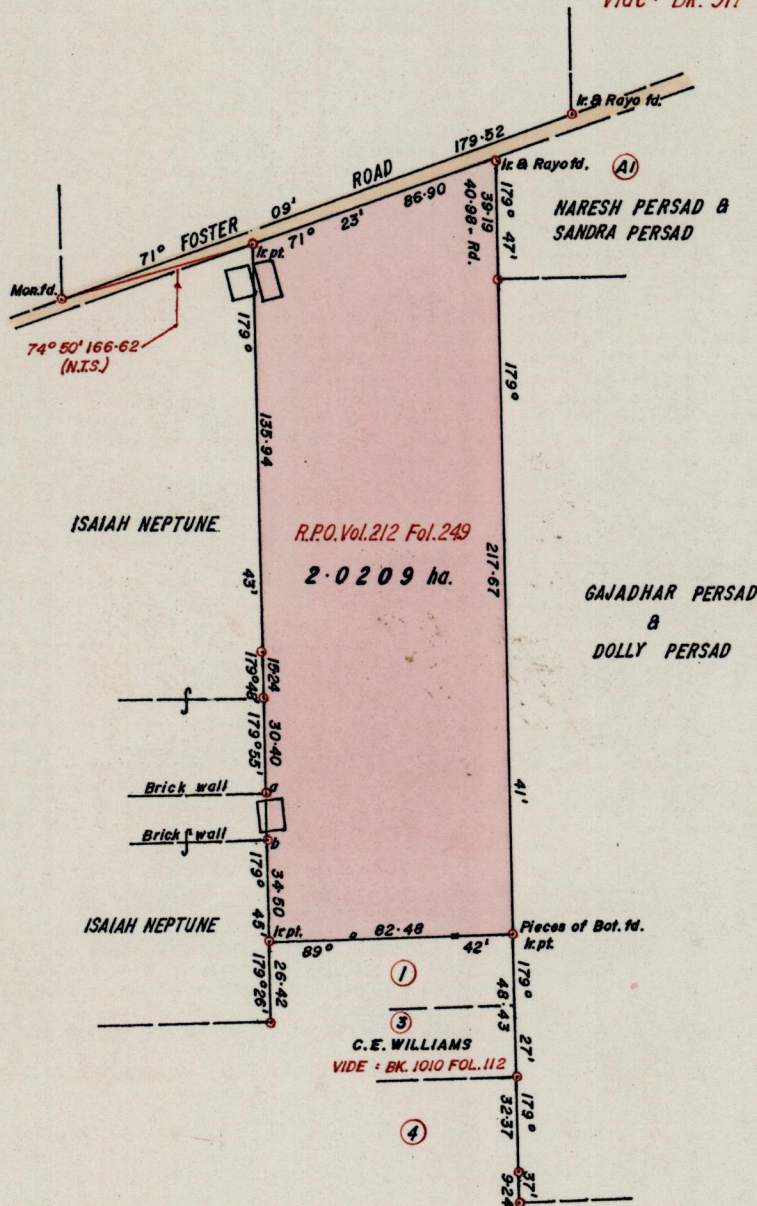 Vide : Bk. 511
Ir. & Rayo fd.
179·52
ROAD
09'
71° FOSTER
Ir. & Rayo fd.
A1
86·90
23'
71°
Ir. pt.
Mon. fd.
179° 47'
39·19
40·98 - Rd.
NARESH PERSAD &
SANDRA PERSAD
74° 50' 166·62
(N.T.S.)
179°
135·94
43'
179°
217·67
41'
ISAIAH NEPTUNE
R.P.O. Vol. 212 Fol. 249
2·0209 ha.
GAJADHAR PERSAD
&
DOLLY PERSAD
15·24
179° 48'
30·40
179° 55'
Brick wall
a
Brick wall
b
34·50
179° 45'
ISAIAH NEPTUNE
Ir. pt.
82·48
89° 42'
Pieces of Bot. fd.
Ir. pt.
26·42
179° 26'
1
179° 27'
48·43
3
C.E. WILLIAMS
VIDE : BK. 1010 FOL. 112
4
179° 37'
32·37
9·24